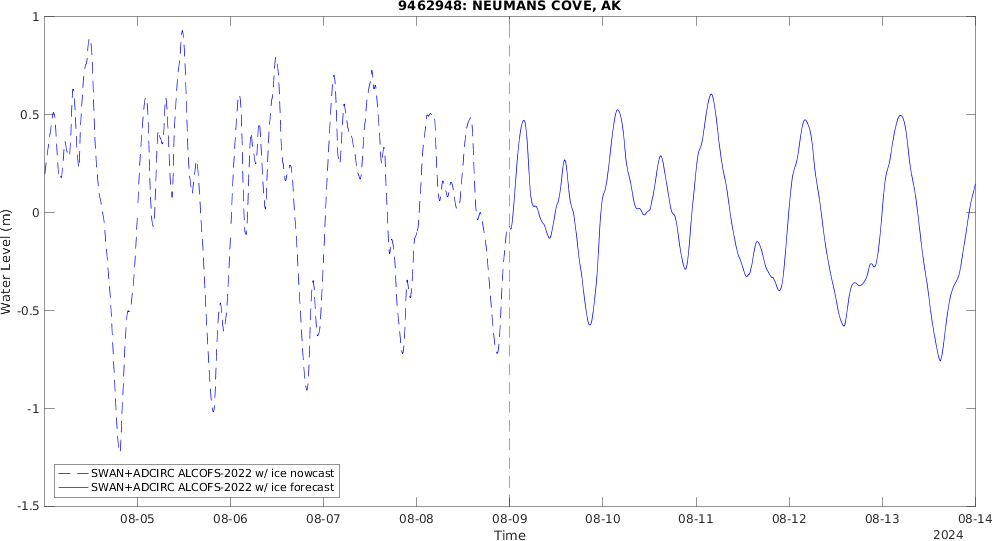 9462948: NEUMANS COVE, AK
Water Level (m)
1
0.5
0
-0.5
-1
-1.5
SWAN+ADCIRC ALCOFS-2022 w/ ice nowcast
SWAN+ADCIRC ALCOFS-2022 w/ ice forecast
08-05 08-06 08-07 08-08 08-09 08-10 08-11 08-12 08-13 08-14
Time
2024